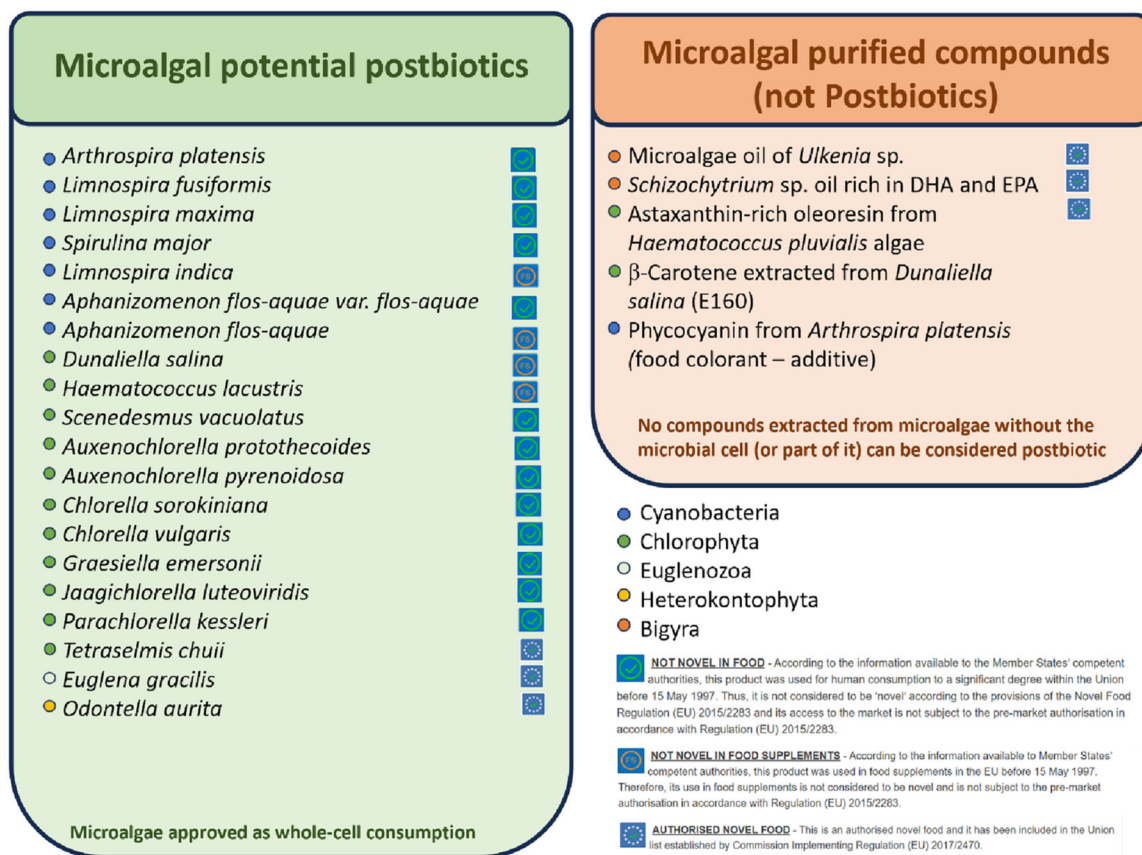 Microalgal potential postbiotics
Arthrospira platensis
Limnospira fusiformis
Limnospira maxima
Spirulina major
Limnospira indica
FS
Aphanizomenon flos-aquae var. flos-aquae
Aphanizomenon flos-aquae
FS
Dunaliella salina
FS
Haematococcus lacustris
FS
Scenedesmus vacuolatus
Auxenochlorella protothecoides
Auxenochlorella pyrenoidosa
Chlorella sorokiniana
Chlorella vulgaris
Graesiella emersonii
Jaagichlorella luteoviridis
Parachlorella kessleri
Tetraselmis chuii
Euglena gracilis
Odontella aurita
Microalgae approved as whole-cell consumption
Microalgal purified compounds
(not Postbiotics)
Microalgae oil of Ulkenia sp.
Schizochytrium sp. oil rich in DHA and EPA
Astaxanthin-rich oleoresin from
Haematococcus pluvialis algae
β-Carotene extracted from Dunaliella
salina (E160)
Phycocyanin from Arthrospira platensis
(food colorant – additive)
No compounds extracted from microalgae without the
microbial cell (or part of it) can be considered postbiotic
Cyanobacteria
Chlorophyta
Euglenozoa
Heterokontophyta
Bigyra
NOT NOVEL IN FOOD - According to the information available to the Member States' competent
authorities, this product was used for human consumption to a significant degree within the Union
before 15 May 1997. Thus, it is not considered to be 'novel' according to the provisions of the Novel Food
Regulation (EU) 2015/2283 and its access to the market is not subject to the pre-market authorisation in
accordance with Regulation (EU) 2015/2283.
FS
NOT NOVEL IN FOOD SUPPLEMENTS - According to the information available to Member States'
competent authorities, this product was used in food supplements in the EU before 15 May 1997.
Therefore, its use in food supplements is not considered to be novel and is not subject to the pre-market
authorisation in accordance with Regulation (EU) 2015/2283.
AUTHORISED NOVEL FOOD - This is an authorised novel food and it has been included in the Union
list established by Commission Implementing Regulation (EU) 2017/2470.